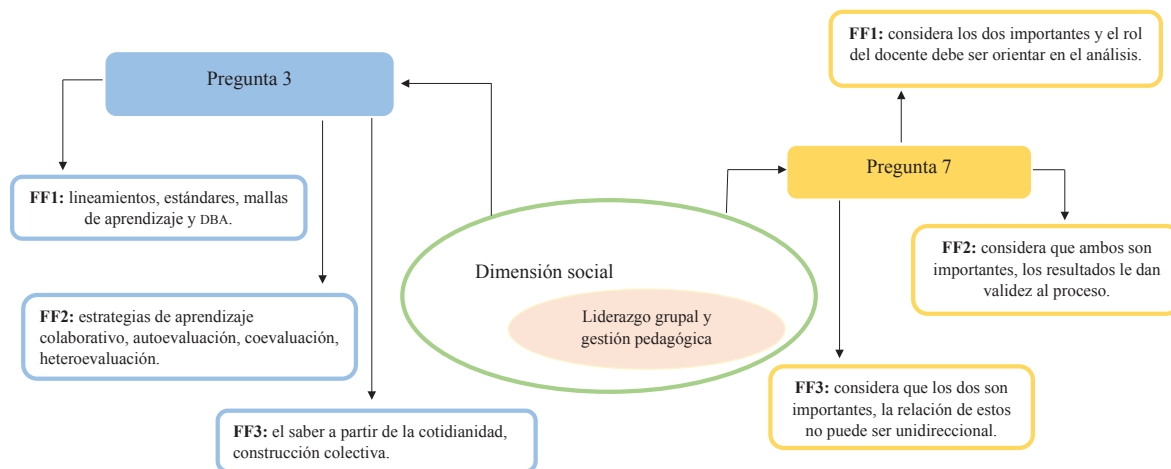 Pregunta 3
FF1: lineamientos, estándares, mallas
de aprendizaje y DBA.
FF2: estrategias de aprendizaje
colaborativo, autoevaluación, coevaluación,
heteroevaluación.
FF3: el saber a partir de la cotidianidad,
construcción colectiva.
Dimensión social
Liderazgo grupal y
gestión pedagógica
FF1: considera los dos importantes y el rol
del docente debe ser orientar en el análisis.
Pregunta 7
FF2: considera que ambos son
importantes, los resultados le dan
validez al proceso.
FF3: considera que los dos son
importantes, la relación de estos
no puede ser unidireccional.